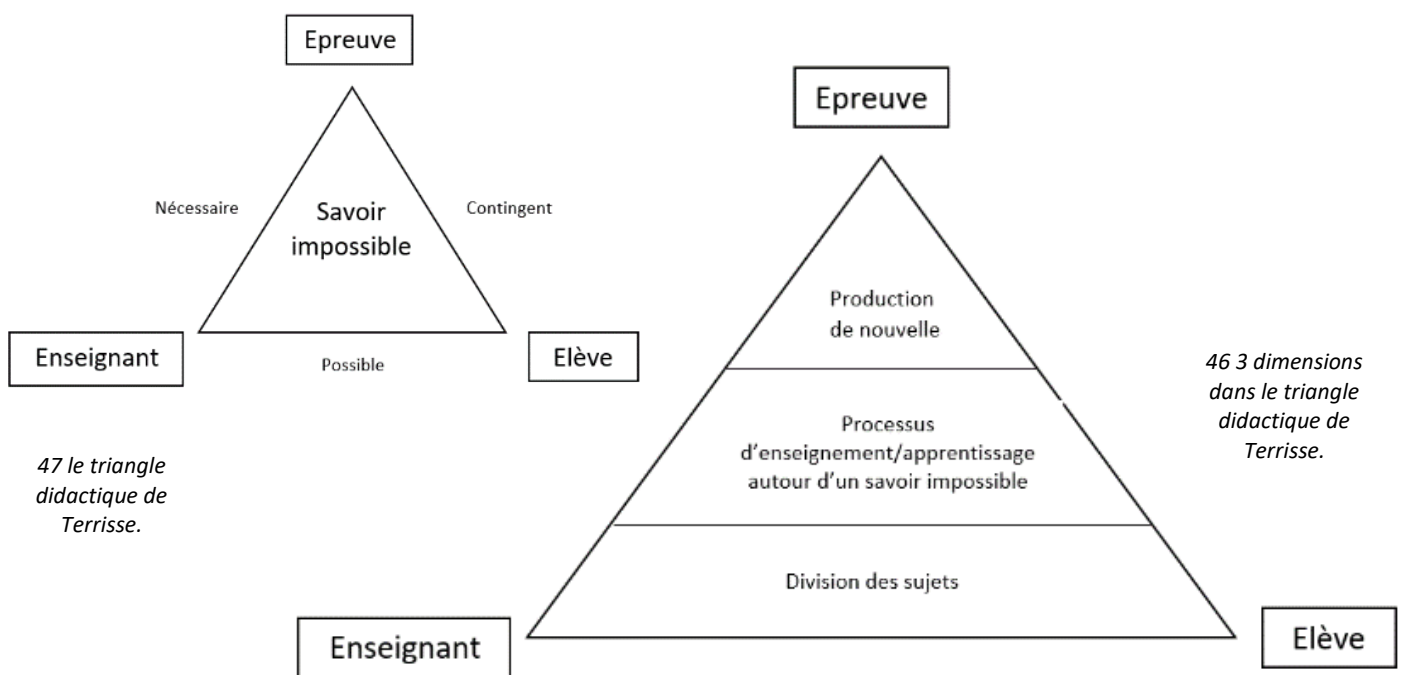 Epreuve
Nécessaire
Savoir
impossible
Contingent
Enseignant
Possible
Elève
47 le triangle
didactique de
Terrisse.
Epreuve
Production
de nouvelle
Processus
d'enseignement/apprentissage
autour d'un savoir impossible
Division des sujets
Enseignant
Elève
46 3 dimensions
dans le triangle
didactique de
Terrisse.